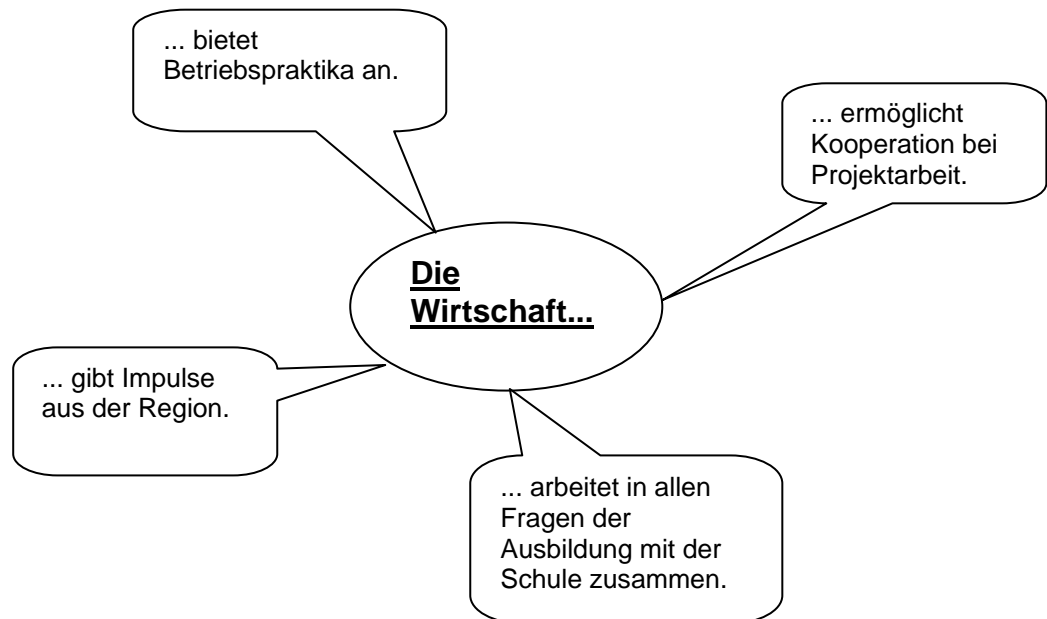 ... bietet
Betriebspraktika an.
... ermöglicht
Kooperation bei
Projektarbeit.
Die
Wirtschaft...
... gibt Impulse
aus der Region.
... arbeitet in allen
Fragen der
Ausbildung mit der
Schule zusammen.